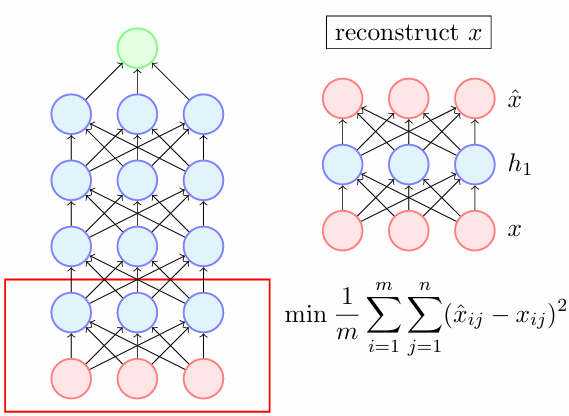 reconstruct x
x̂
h₁
x
min 1/m ∑_{i=1}^{m} ∑_{j=1}^{n} (x̂_{ij} − x_{ij})²